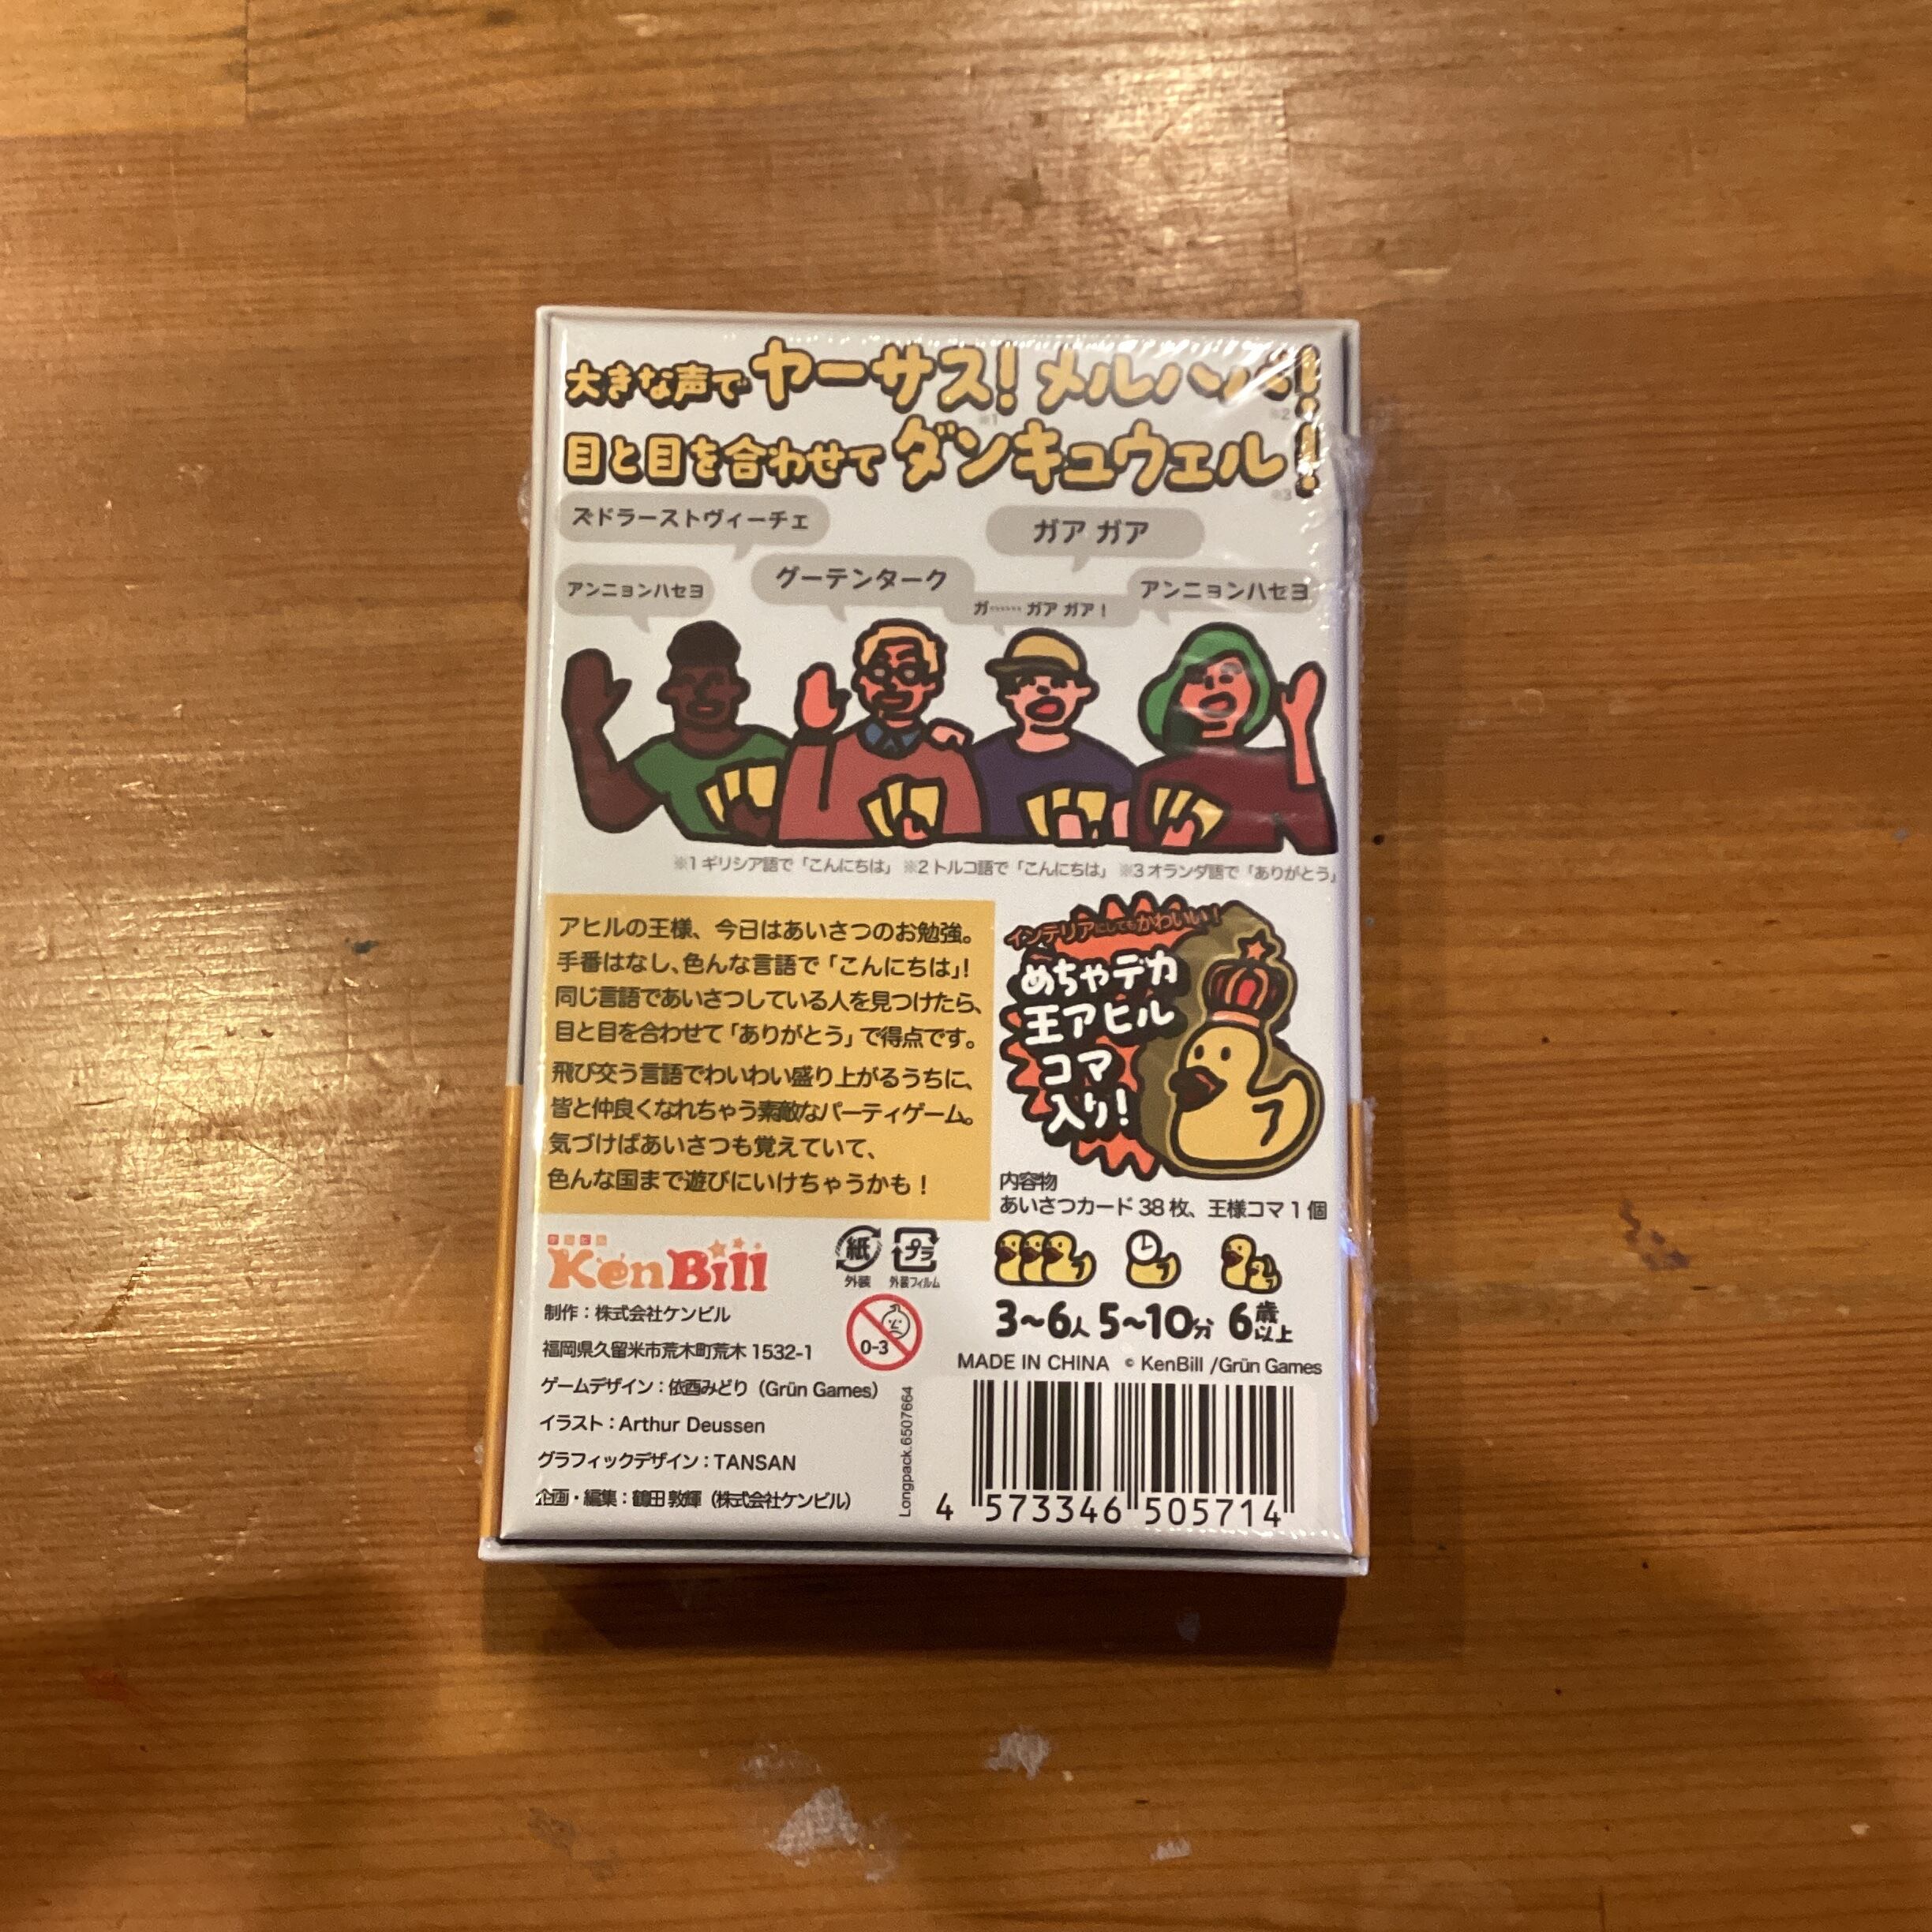 大きな声でヤーサス！メルハバ！
※1 ※2
目と目を合わせてダンキュウェル！
※3
ズドラーストヴィーチェ
ガア ガア
アンニョンハセヨ
グーテンターク
ガ…… ガア ガア！
アンニョンハセヨ
※1 ギリシア語で「こんにちは」 ※2 トルコ語で「こんにちは」 ※3 オランダ語で「ありがとう」
アヒルの王様、今日はあいさつのお勉強。
手番はなし、色んな言語で「こんにちは」！
同じ言語であいさつしている人を見つけたら、
目と目を合わせて「ありがとう」で得点です。
飛び交う言語でわいわい盛り上がるうちに、
皆と仲良くなれちゃう素敵なパーティゲーム。
気づけばあいさつも覚えていて、
色んな国まで遊びにいけちゃうかも！
インテリアにしてもかわいい！
めちゃデカ
王アヒル
コマ
入り！
内容物
あいさつカード 38 枚、王様コマ 1 個
ケンビル
KenBill
紙
外装
プラ
外装フィルム
0-3
3〜6人 5〜10分 6歳以上
制作：株式会社ケンビル
福岡県久留米市荒木町荒木 1532-1
ゲームデザイン：依酉みどり（Grün Games）
イラスト：Arthur Deussen
グラフィックデザイン：TANSAN
企画・編集：鶴田 敦輝（株式会社ケンビル）
MADE IN CHINA © KenBill /Grün Games
Longpack.6507664
4 573346 505714